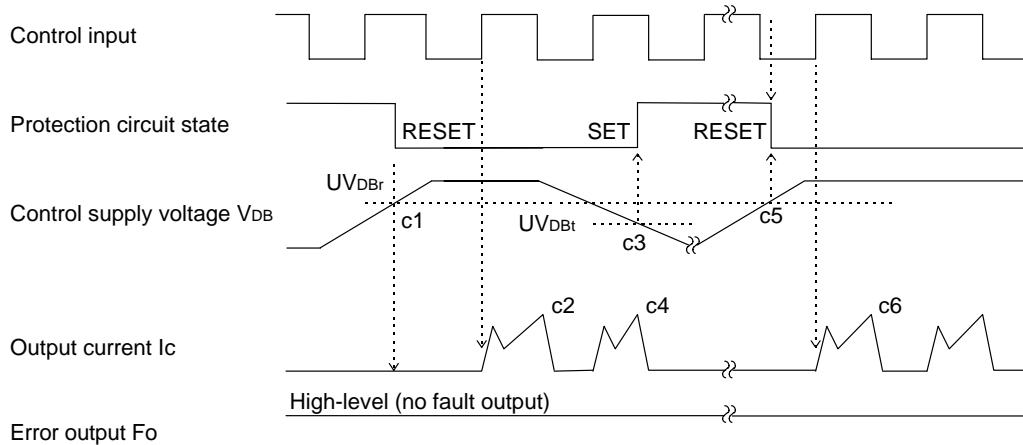 Control input
Protection circuit state
RESET
SET
RESET
UVDBr
Control supply voltage VDB
c1
UVDBt
c3
c5
c2
c4
c6
Output current Ic
High-level (no fault output)
Error output Fo